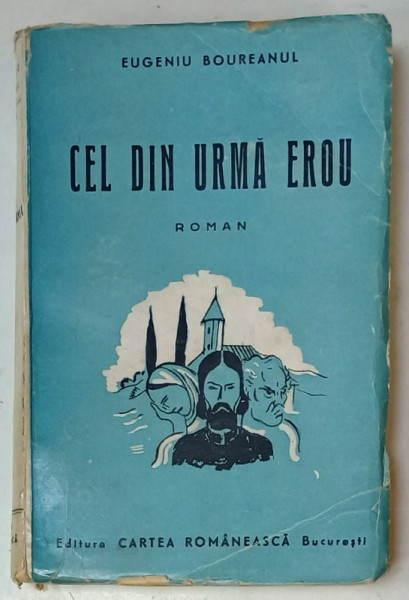 EUGENIU BOUREANUL
CEL DIN URMĂ EROU
ROMAN
Editura CARTEA ROMÂNEASCĂ București